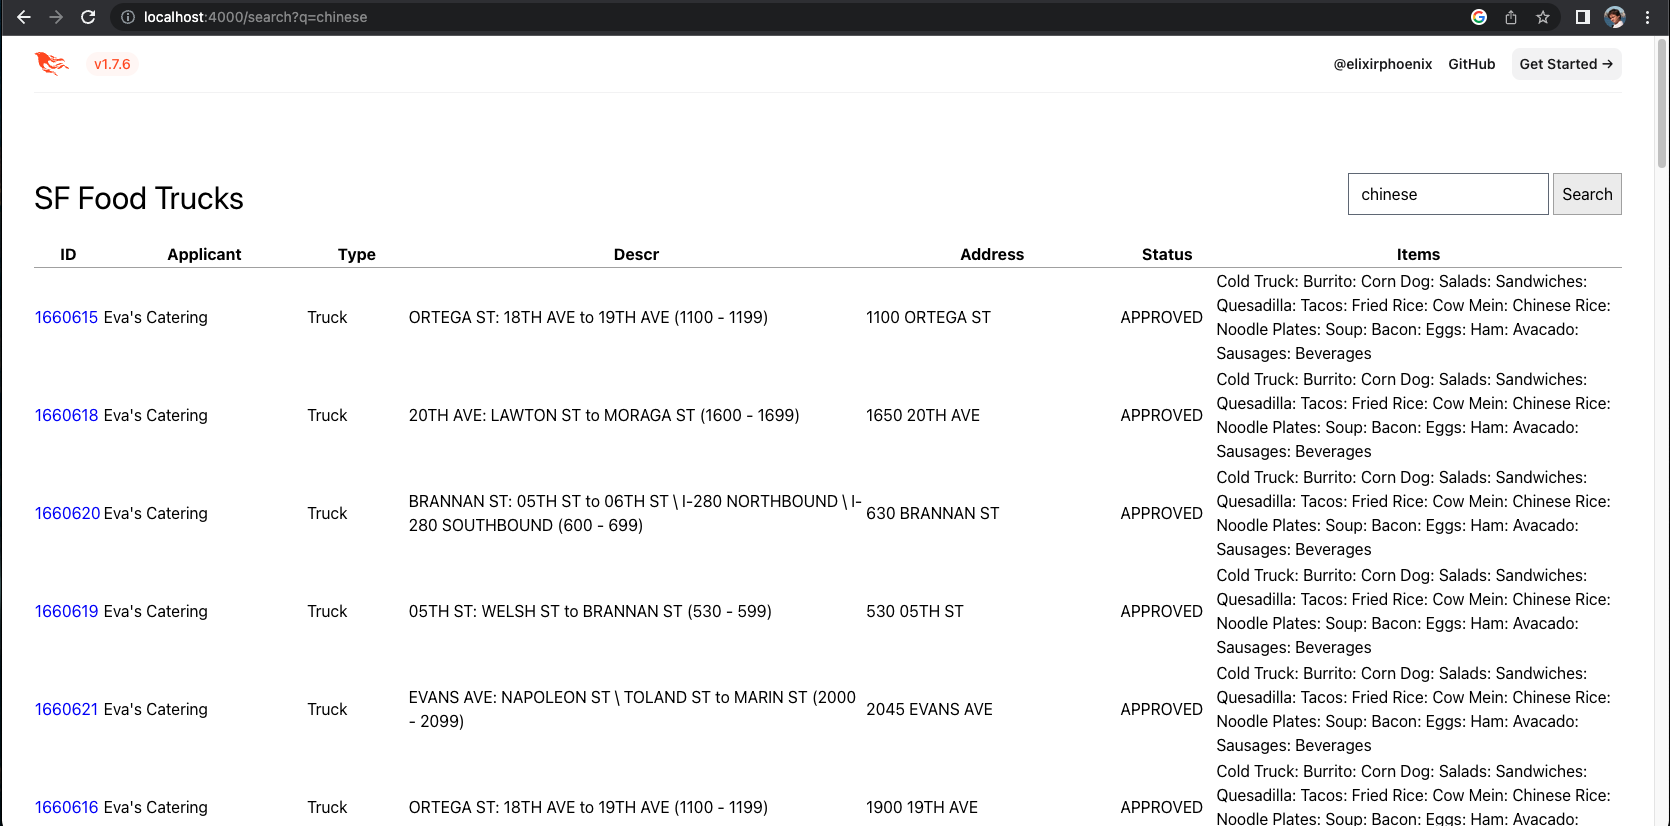 localhost:4000/search?q=chinese
v1.7.6
@elixirphoenix GitHub Get Started →
SF Food Trucks
chinese Search
ID Applicant Type Descr Address Status Items
1660615 Eva's Catering Truck ORTEGA ST: 18TH AVE to 19TH AVE (1100 - 1199) 1100 ORTEGA ST APPROVED
Cold Truck: Burrito: Corn Dog: Salads: Sandwiches:
Quesadilla: Tacos: Fried Rice: Cow Mein: Chinese Rice:
Noodle Plates: Soup: Bacon: Eggs: Ham: Avacado:
Sausages: Beverages
1660618 Eva's Catering Truck 20TH AVE: LAWTON ST to MORAGA ST (1600 - 1699) 1650 20TH AVE APPROVED
Cold Truck: Burrito: Corn Dog: Salads: Sandwiches:
Quesadilla: Tacos: Fried Rice: Cow Mein: Chinese Rice:
Noodle Plates: Soup: Bacon: Eggs: Ham: Avacado:
Sausages: Beverages
1660620 Eva's Catering Truck
BRANNAN ST: 05TH ST to 06TH ST \ I-280 NORTHBOUND \ I-
280 SOUTHBOUND (600 - 699)
630 BRANNAN ST APPROVED
Cold Truck: Burrito: Corn Dog: Salads: Sandwiches:
Quesadilla: Tacos: Fried Rice: Cow Mein: Chinese Rice:
Noodle Plates: Soup: Bacon: Eggs: Ham: Avacado:
Sausages: Beverages
1660619 Eva's Catering Truck 05TH ST: WELSH ST to BRANNAN ST (530 - 599) 530 05TH ST APPROVED
Cold Truck: Burrito: Corn Dog: Salads: Sandwiches:
Quesadilla: Tacos: Fried Rice: Cow Mein: Chinese Rice:
Noodle Plates: Soup: Bacon: Eggs: Ham: Avacado:
Sausages: Beverages
1660621 Eva's Catering Truck
EVANS AVE: NAPOLEON ST \ TOLAND ST to MARIN ST (2000
- 2099)
2045 EVANS AVE APPROVED
Cold Truck: Burrito: Corn Dog: Salads: Sandwiches:
Quesadilla: Tacos: Fried Rice: Cow Mein: Chinese Rice:
Noodle Plates: Soup: Bacon: Eggs: Ham: Avacado:
Sausages: Beverages
1660616 Eva's Catering Truck ORTEGA ST: 18TH AVE to 19TH AVE (1100 - 1199) 1900 19TH AVE APPROVED
Cold Truck: Burrito: Corn Dog: Salads: Sandwiches:
Quesadilla: Tacos: Fried Rice: Cow Mein: Chinese Rice:
Noodle Plates: Soup: Bacon: Eggs: Ham: Avacado: